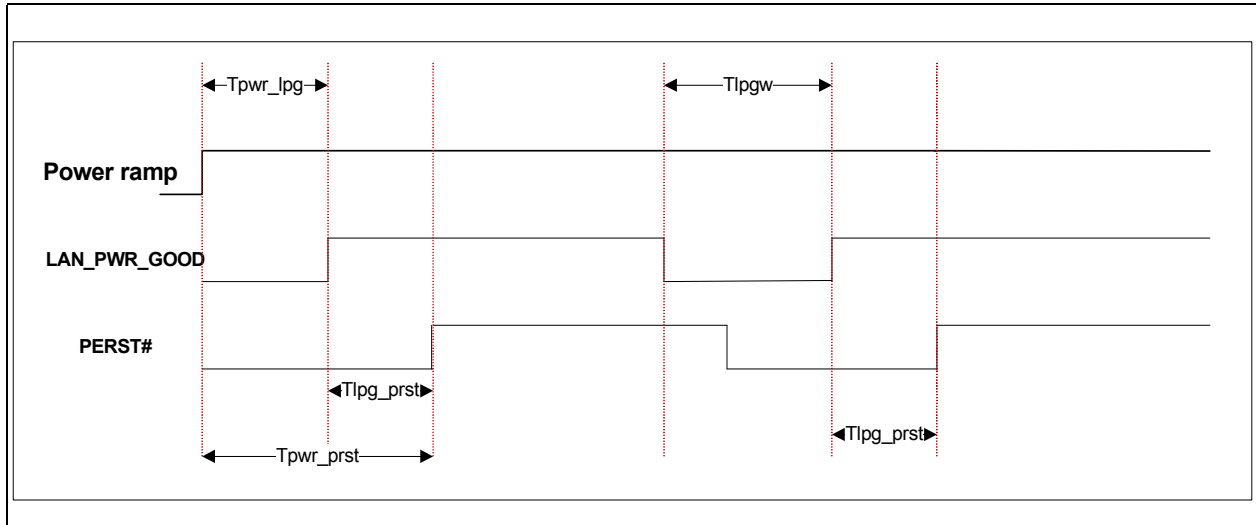 Tpwr_lpg
Tlpgw
Power ramp
LAN_PWR_GOOD
PERST#
Tlpg_prst
Tlpg_prst
Tpwr_prst